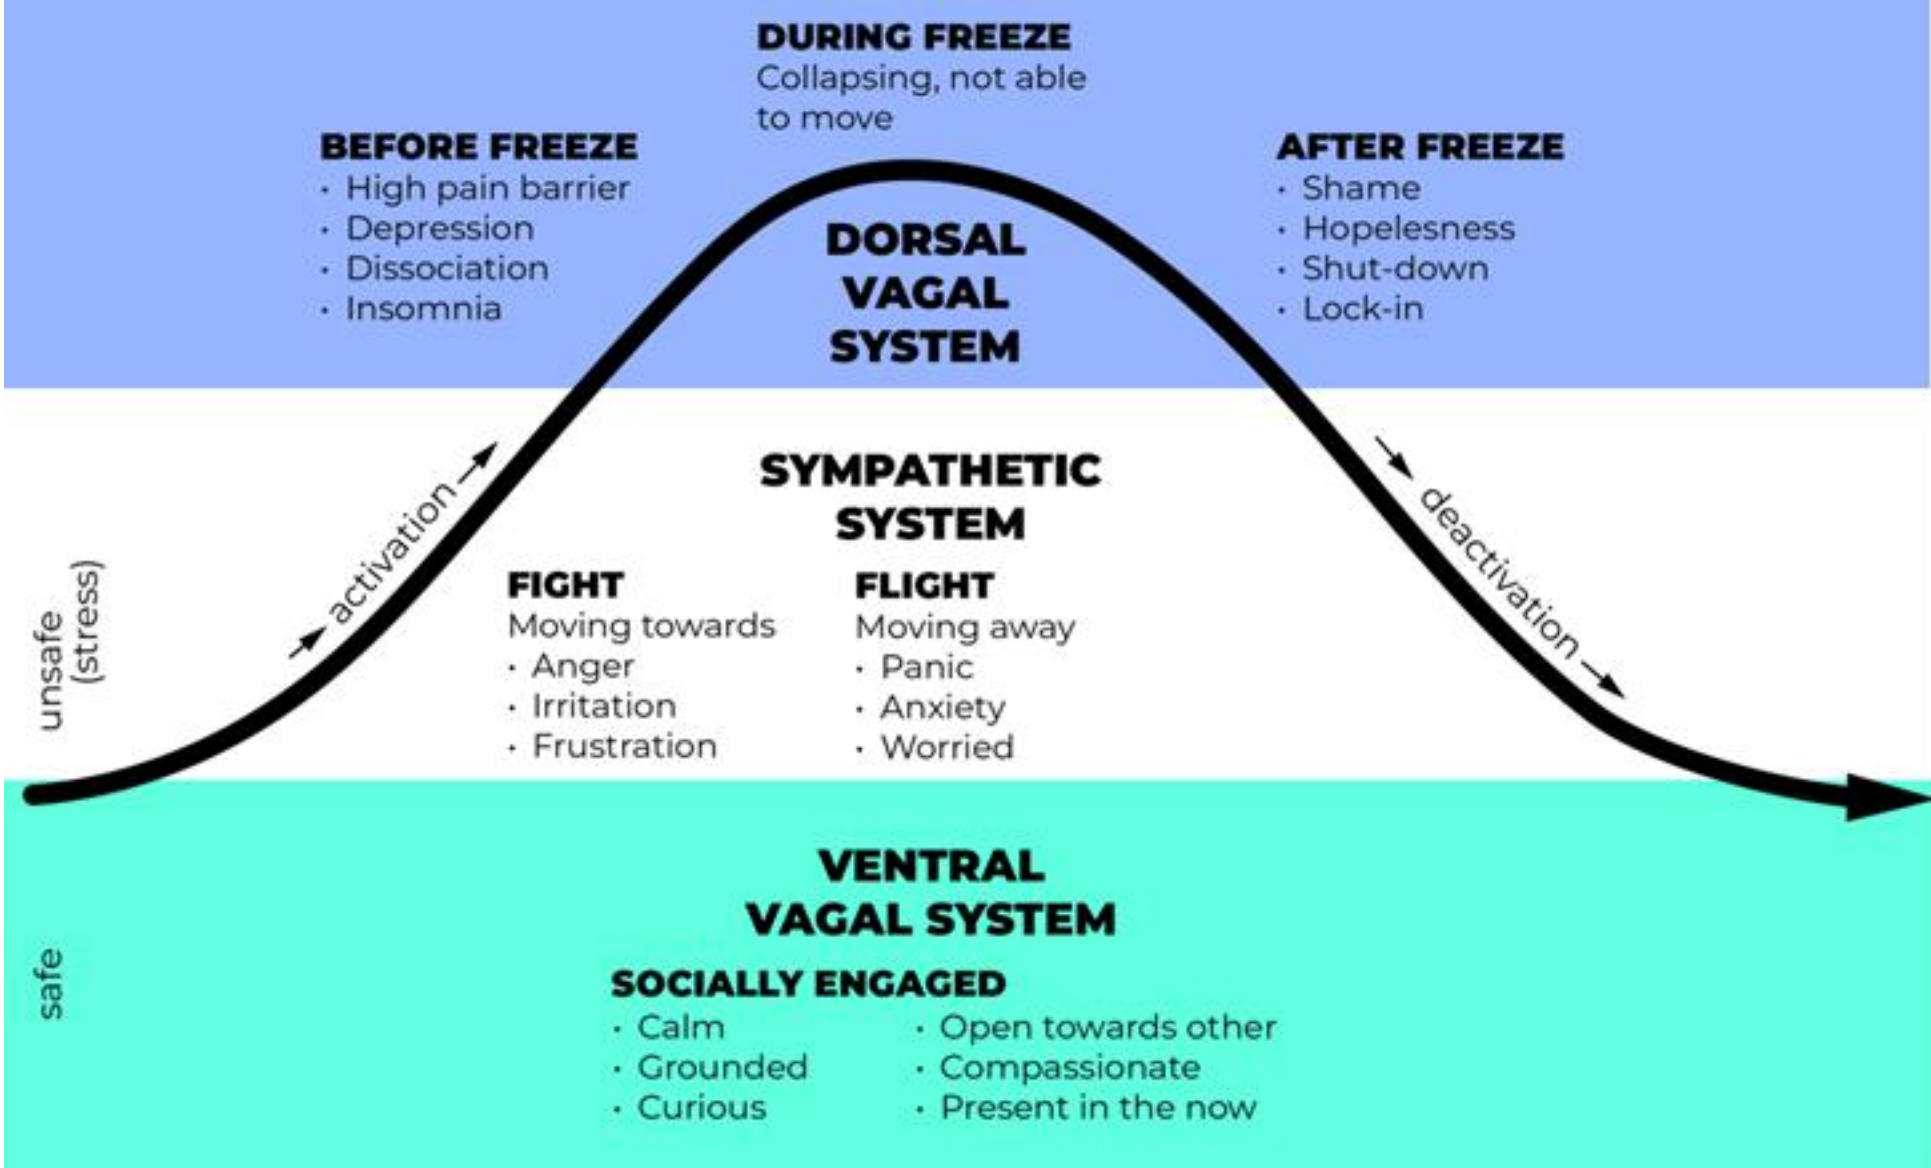 DURING FREEZE
Collapsing, not able
to move
BEFORE FREEZE
· High pain barrier
· Depression
· Dissociation
· Insomnia
AFTER FREEZE
· Shame
· Hopelesness
· Shut-down
· Lock-in
DORSAL
VAGAL
SYSTEM
activation
deactivation
SYMPATHETIC
SYSTEM
unsafe
(stress)
FIGHT
Moving towards
· Anger
· Irritation
· Frustration
FLIGHT
Moving away
· Panic
· Anxiety
· Worried
VENTRAL
VAGAL SYSTEM
safe
SOCIALLY ENGAGED
· Calm
· Grounded
· Curious
· Open towards other
· Compassionate
· Present in the now